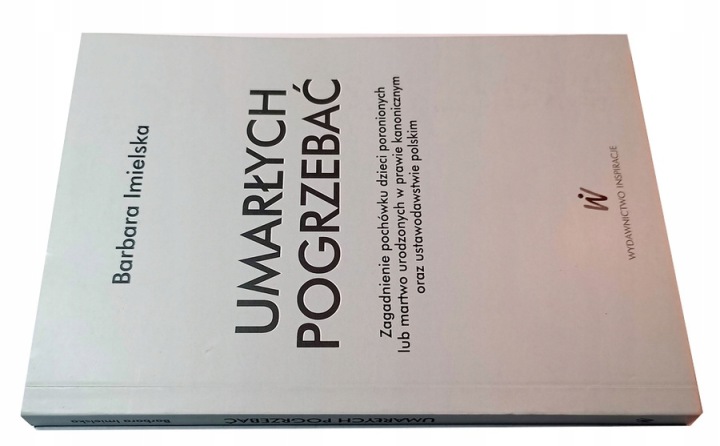 Barbara Imielska
UMARŁYCH
POGRZEBAĆ
Zagadnienie pochówku dzieci poronionych
lub martwo urodzonych w prawie kanonicznym
oraz ustawodawstwie polskim
WYDAWNICTWO INSPIRACJE
Barbara Imielska
UMARŁYCH POGRZEBAĆ